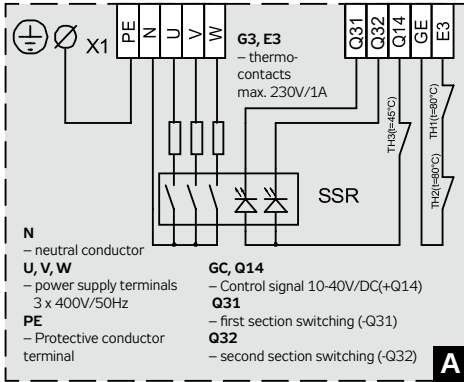 X1
PE
N
U
V
W
G3, E3
– thermo-
contacts
max. 230V/1A
Q31
Q32
Q14
GE
E3
TH3(t=45°C)
TH1(t=80°C)
TH2(t=80°C)
SSR
N
– neutral conductor
U, V, W
– power supply terminals
3 x 400V/50Hz
PE
– Protective conductor
terminal
GC, Q14
– Control signal 10-40V/DC(+Q14)
Q31
– first section switching (-Q31)
Q32
– second section switching (-Q32)
A